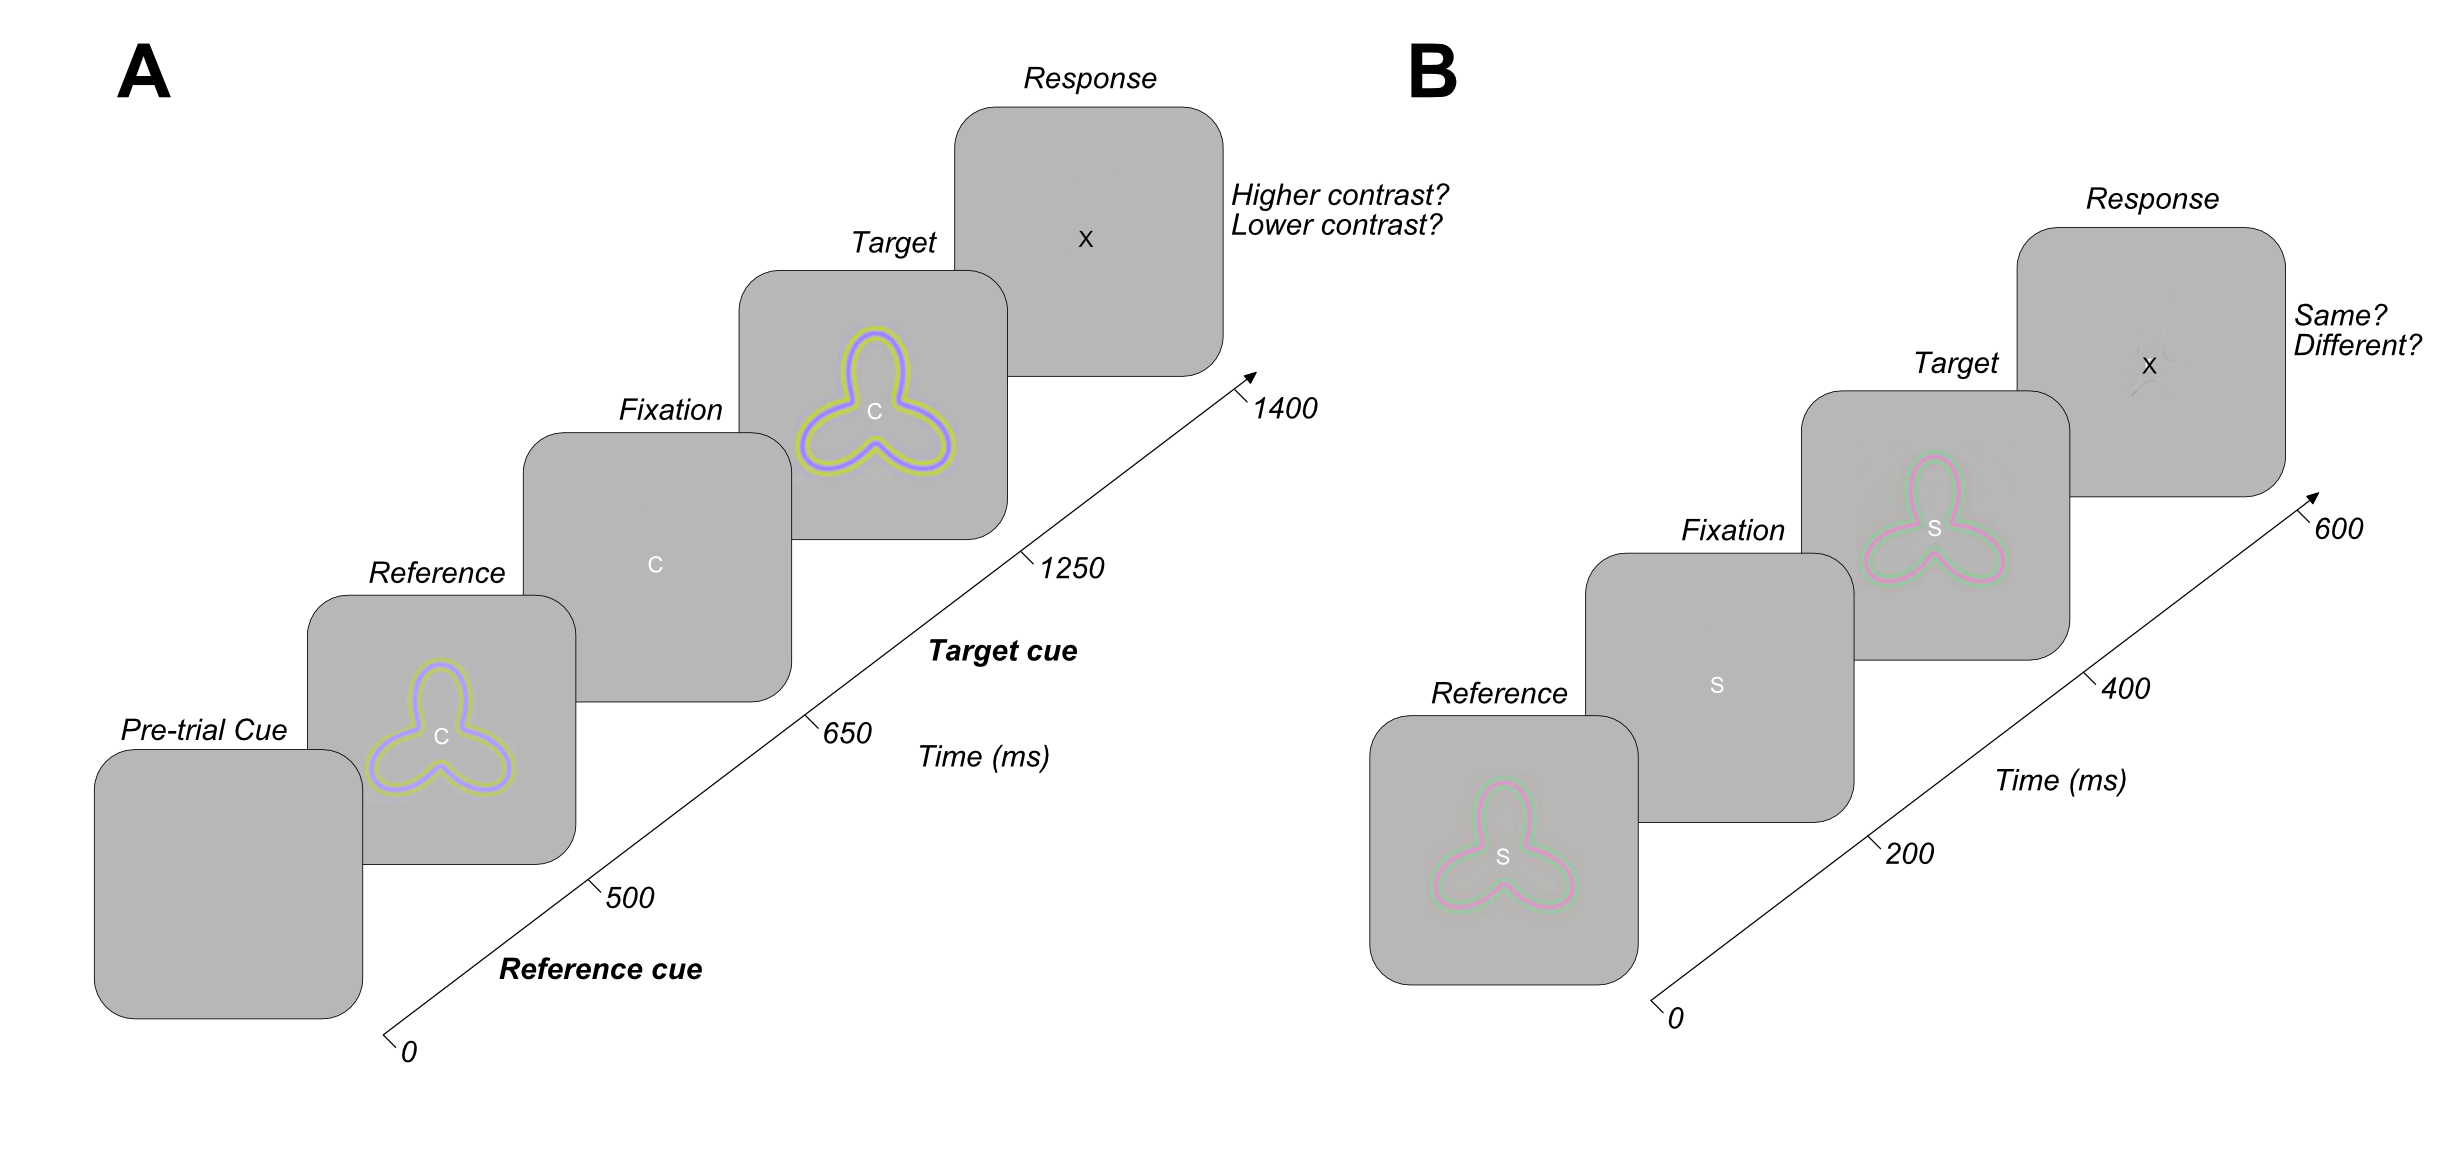 A
Response
X
Higher contrast?
Lower contrast?
Target
C
1400
Fixation
C
1250
Reference
C
Target cue
650
Time (ms)
Pre-trial Cue
500
Reference cue
0
B
Response
X
Same?
Different?
Target
S
600
Fixation
S
400
Reference
S
Time (ms)
200
0